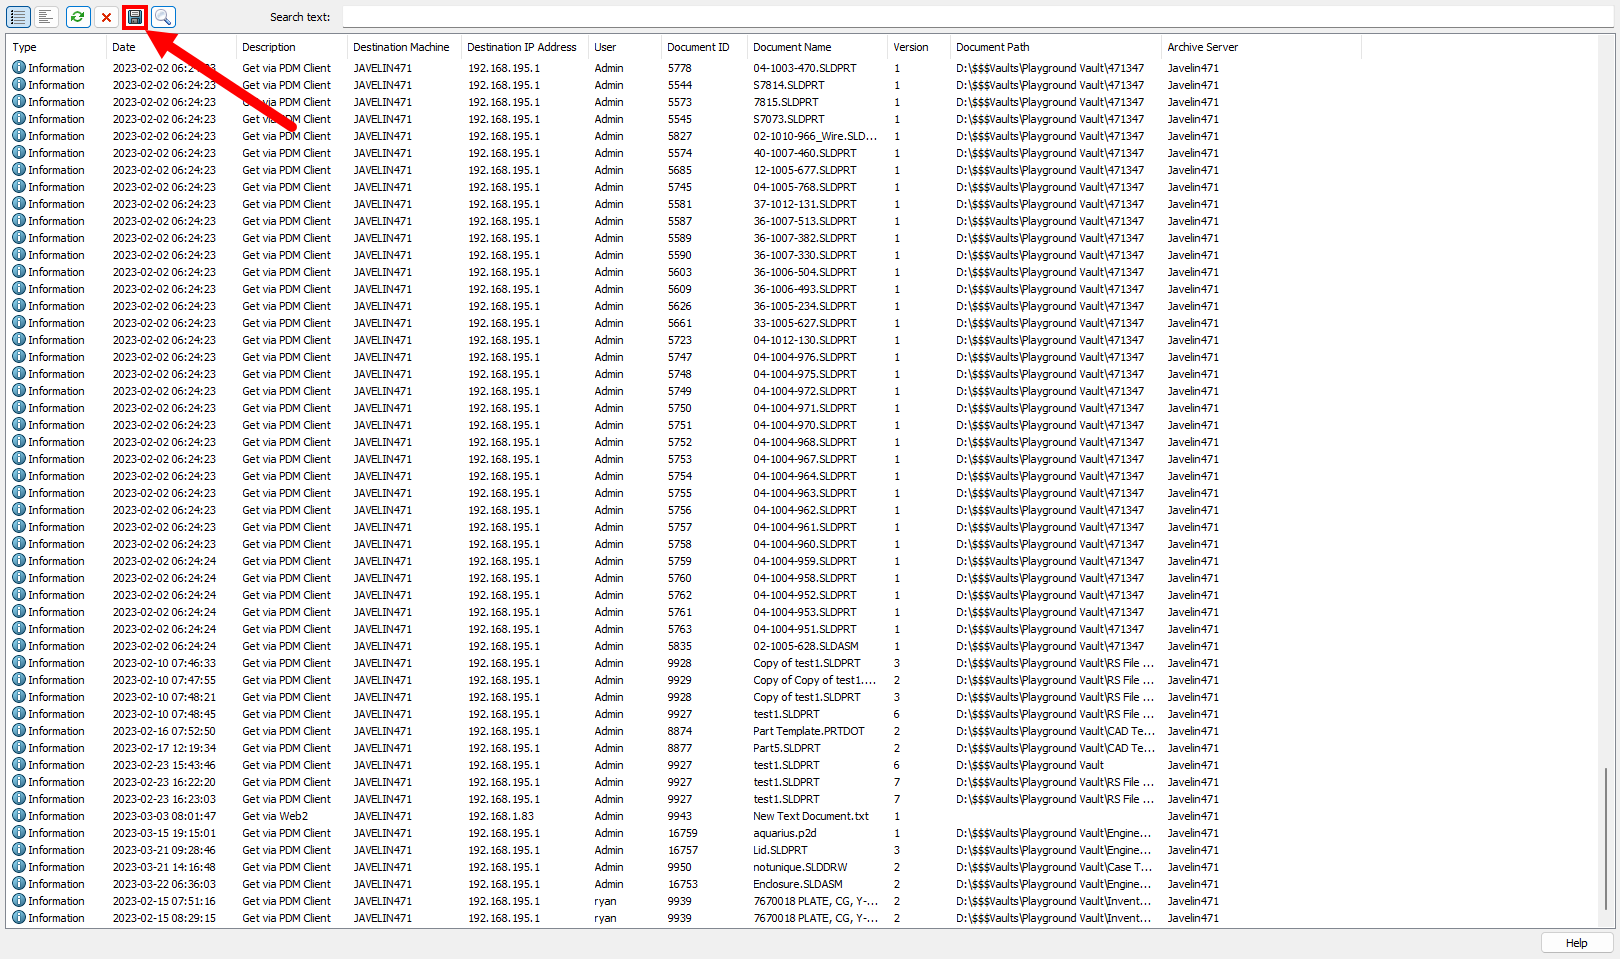 Search text:
Type Date Description Destination Machine Destination IP Address User Document ID Document Name Version Document Path Archive Server
Information 2023-02-02 06:2 Get via PDM Client JAVELIN471 192.168.195.1 Admin 5778 04-1003-470.SLDPRT 1 D:\$$$Vaults\Playground Vault\471347 Javelin471
Information 2023-02-02 06:24:23 Get via PDM Client JAVELIN471 192.168.195.1 Admin 5544 S7814.SLDPRT 1 D:\$$$Vaults\Playground Vault\471347 Javelin471
Information 2023-02-02 06:24:23 Get via PDM Client JAVELIN471 192.168.195.1 Admin 5573 7815.SLDPRT 1 D:\$$$Vaults\Playground Vault\471347 Javelin471
Information 2023-02-02 06:24:23 Get via PDM Client JAVELIN471 192.168.195.1 Admin 5545 S7073.SLDPRT 1 D:\$$$Vaults\Playground Vault\471347 Javelin471
Information 2023-02-02 06:24:23 Get via PDM Client JAVELIN471 192.168.195.1 Admin 5827 02-1010-966_Wire.SLD... 1 D:\$$$Vaults\Playground Vault\471347 Javelin471
Information 2023-02-02 06:24:23 Get via PDM Client JAVELIN471 192.168.195.1 Admin 5574 40-1007-460.SLDPRT 1 D:\$$$Vaults\Playground Vault\471347 Javelin471
Information 2023-02-02 06:24:23 Get via PDM Client JAVELIN471 192.168.195.1 Admin 5685 12-1005-677.SLDPRT 1 D:\$$$Vaults\Playground Vault\471347 Javelin471
Information 2023-02-02 06:24:23 Get via PDM Client JAVELIN471 192.168.195.1 Admin 5745 04-1005-768.SLDPRT 1 D:\$$$Vaults\Playground Vault\471347 Javelin471
Information 2023-02-02 06:24:23 Get via PDM Client JAVELIN471 192.168.195.1 Admin 5581 37-1012-131.SLDPRT 1 D:\$$$Vaults\Playground Vault\471347 Javelin471
Information 2023-02-02 06:24:23 Get via PDM Client JAVELIN471 192.168.195.1 Admin 5587 36-1007-513.SLDPRT 1 D:\$$$Vaults\Playground Vault\471347 Javelin471
Information 2023-02-02 06:24:23 Get via PDM Client JAVELIN471 192.168.195.1 Admin 5589 36-1007-382.SLDPRT 1 D:\$$$Vaults\Playground Vault\471347 Javelin471
Information 2023-02-02 06:24:23 Get via PDM Client JAVELIN471 192.168.195.1 Admin 5590 36-1007-330.SLDPRT 1 D:\$$$Vaults\Playground Vault\471347 Javelin471
Information 2023-02-02 06:24:23 Get via PDM Client JAVELIN471 192.168.195.1 Admin 5603 36-1006-504.SLDPRT 1 D:\$$$Vaults\Playground Vault\471347 Javelin471
Information 2023-02-02 06:24:23 Get via PDM Client JAVELIN471 192.168.195.1 Admin 5609 36-1006-493.SLDPRT 1 D:\$$$Vaults\Playground Vault\471347 Javelin471
Information 2023-02-02 06:24:23 Get via PDM Client JAVELIN471 192.168.195.1 Admin 5626 36-1005-234.SLDPRT 1 D:\$$$Vaults\Playground Vault\471347 Javelin471
Information 2023-02-02 06:24:23 Get via PDM Client JAVELIN471 192.168.195.1 Admin 5661 33-1005-627.SLDPRT 1 D:\$$$Vaults\Playground Vault\471347 Javelin471
Information 2023-02-02 06:24:23 Get via PDM Client JAVELIN471 192.168.195.1 Admin 5723 04-1012-130.SLDPRT 1 D:\$$$Vaults\Playground Vault\471347 Javelin471
Information 2023-02-02 06:24:23 Get via PDM Client JAVELIN471 192.168.195.1 Admin 5747 04-1004-976.SLDPRT 1 D:\$$$Vaults\Playground Vault\471347 Javelin471
Information 2023-02-02 06:24:23 Get via PDM Client JAVELIN471 192.168.195.1 Admin 5748 04-1004-975.SLDPRT 1 D:\$$$Vaults\Playground Vault\471347 Javelin471
Information 2023-02-02 06:24:23 Get via PDM Client JAVELIN471 192.168.195.1 Admin 5749 04-1004-972.SLDPRT 1 D:\$$$Vaults\Playground Vault\471347 Javelin471
Information 2023-02-02 06:24:23 Get via PDM Client JAVELIN471 192.168.195.1 Admin 5750 04-1004-971.SLDPRT 1 D:\$$$Vaults\Playground Vault\471347 Javelin471
Information 2023-02-02 06:24:23 Get via PDM Client JAVELIN471 192.168.195.1 Admin 5751 04-1004-970.SLDPRT 1 D:\$$$Vaults\Playground Vault\471347 Javelin471
Information 2023-02-02 06:24:23 Get via PDM Client JAVELIN471 192.168.195.1 Admin 5752 04-1004-968.SLDPRT 1 D:\$$$Vaults\Playground Vault\471347 Javelin471
Information 2023-02-02 06:24:23 Get via PDM Client JAVELIN471 192.168.195.1 Admin 5753 04-1004-967.SLDPRT 1 D:\$$$Vaults\Playground Vault\471347 Javelin471
Information 2023-02-02 06:24:23 Get via PDM Client JAVELIN471 192.168.195.1 Admin 5754 04-1004-964.SLDPRT 1 D:\$$$Vaults\Playground Vault\471347 Javelin471
Information 2023-02-02 06:24:23 Get via PDM Client JAVELIN471 192.168.195.1 Admin 5755 04-1004-963.SLDPRT 1 D:\$$$Vaults\Playground Vault\471347 Javelin471
Information 2023-02-02 06:24:23 Get via PDM Client JAVELIN471 192.168.195.1 Admin 5756 04-1004-962.SLDPRT 1 D:\$$$Vaults\Playground Vault\471347 Javelin471
Information 2023-02-02 06:24:23 Get via PDM Client JAVELIN471 192.168.195.1 Admin 5757 04-1004-961.SLDPRT 1 D:\$$$Vaults\Playground Vault\471347 Javelin471
Information 2023-02-02 06:24:23 Get via PDM Client JAVELIN471 192.168.195.1 Admin 5758 04-1004-960.SLDPRT 1 D:\$$$Vaults\Playground Vault\471347 Javelin471
Information 2023-02-02 06:24:24 Get via PDM Client JAVELIN471 192.168.195.1 Admin 5759 04-1004-959.SLDPRT 1 D:\$$$Vaults\Playground Vault\471347 Javelin471
Information 2023-02-02 06:24:24 Get via PDM Client JAVELIN471 192.168.195.1 Admin 5760 04-1004-958.SLDPRT 1 D:\$$$Vaults\Playground Vault\471347 Javelin471
Information 2023-02-02 06:24:24 Get via PDM Client JAVELIN471 192.168.195.1 Admin 5762 04-1004-952.SLDPRT 1 D:\$$$Vaults\Playground Vault\471347 Javelin471
Information 2023-02-02 06:24:24 Get via PDM Client JAVELIN471 192.168.195.1 Admin 5761 04-1004-953.SLDPRT 1 D:\$$$Vaults\Playground Vault\471347 Javelin471
Information 2023-02-02 06:24:24 Get via PDM Client JAVELIN471 192.168.195.1 Admin 5763 04-1004-951.SLDPRT 1 D:\$$$Vaults\Playground Vault\471347 Javelin471
Information 2023-02-02 06:24:24 Get via PDM Client JAVELIN471 192.168.195.1 Admin 5835 02-1005-628.SLDASM 1 D:\$$$Vaults\Playground Vault\471347 Javelin471
Information 2023-02-10 07:46:33 Get via PDM Client JAVELIN471 192.168.195.1 Admin 9928 Copy of test1.SLDPRT 3 D:\$$$Vaults\Playground Vault\RS File ... Javelin471
Information 2023-02-10 07:47:55 Get via PDM Client JAVELIN471 192.168.195.1 Admin 9929 Copy of Copy of test1.... 2 D:\$$$Vaults\Playground Vault\RS File ... Javelin471
Information 2023-02-10 07:48:21 Get via PDM Client JAVELIN471 192.168.195.1 Admin 9928 Copy of test1.SLDPRT 3 D:\$$$Vaults\Playground Vault\RS File ... Javelin471
Information 2023-02-10 07:48:45 Get via PDM Client JAVELIN471 192.168.195.1 Admin 9927 test1.SLDPRT 6 D:\$$$Vaults\Playground Vault\RS File ... Javelin471
Information 2023-02-16 07:52:50 Get via PDM Client JAVELIN471 192.168.195.1 Admin 8874 Part Template.PRTDOT 2 D:\$$$Vaults\Playground Vault\CAD Te... Javelin471
Information 2023-02-17 12:19:34 Get via PDM Client JAVELIN471 192.168.195.1 Admin 8877 Part5.SLDPRT 2 D:\$$$Vaults\Playground Vault\CAD Te... Javelin471
Information 2023-02-23 15:43:46 Get via PDM Client JAVELIN471 192.168.195.1 Admin 9927 test1.SLDPRT 6 D:\$$$Vaults\Playground Vault Javelin471
Information 2023-02-23 16:22:20 Get via PDM Client JAVELIN471 192.168.195.1 Admin 9927 test1.SLDPRT 7 D:\$$$Vaults\Playground Vault\RS File ... Javelin471
Information 2023-02-23 16:23:03 Get via PDM Client JAVELIN471 192.168.195.1 Admin 9927 test1.SLDPRT 7 D:\$$$Vaults\Playground Vault\RS File ... Javelin471
Information 2023-03-03 08:01:47 Get via Web2 JAVELIN471 192.168.1.83 Admin 9943 New Text Document.txt 1 Javelin471
Information 2023-03-15 19:15:01 Get via PDM Client JAVELIN471 192.168.195.1 Admin 16759 aquarius.p2d 1 D:\$$$Vaults\Playground Vault\Engine... Javelin471
Information 2023-03-21 09:28:46 Get via PDM Client JAVELIN471 192.168.195.1 Admin 16757 Lid.SLDPRT 3 D:\$$$Vaults\Playground Vault\Engine... Javelin471
Information 2023-03-21 14:16:48 Get via PDM Client JAVELIN471 192.168.195.1 Admin 9950 notunique.SLDDRW 2 D:\$$$Vaults\Playground Vault\Case T... Javelin471
Information 2023-03-22 06:36:03 Get via PDM Client JAVELIN471 192.168.195.1 Admin 16753 Enclosure.SLDASM 2 D:\$$$Vaults\Playground Vault\Engine... Javelin471
Information 2023-02-15 07:51:16 Get via PDM Client JAVELIN471 192.168.195.1 ryan 9939 7670018 PLATE, CG, Y-... 2 D:\$$$Vaults\Playground Vault\Invent... Javelin471
Information 2023-02-15 08:29:15 Get via PDM Client JAVELIN471 192.168.195.1 ryan 9939 7670018 PLATE, CG, Y-... 2 D:\$$$Vaults\Playground Vault\Invent... Javelin471
Help